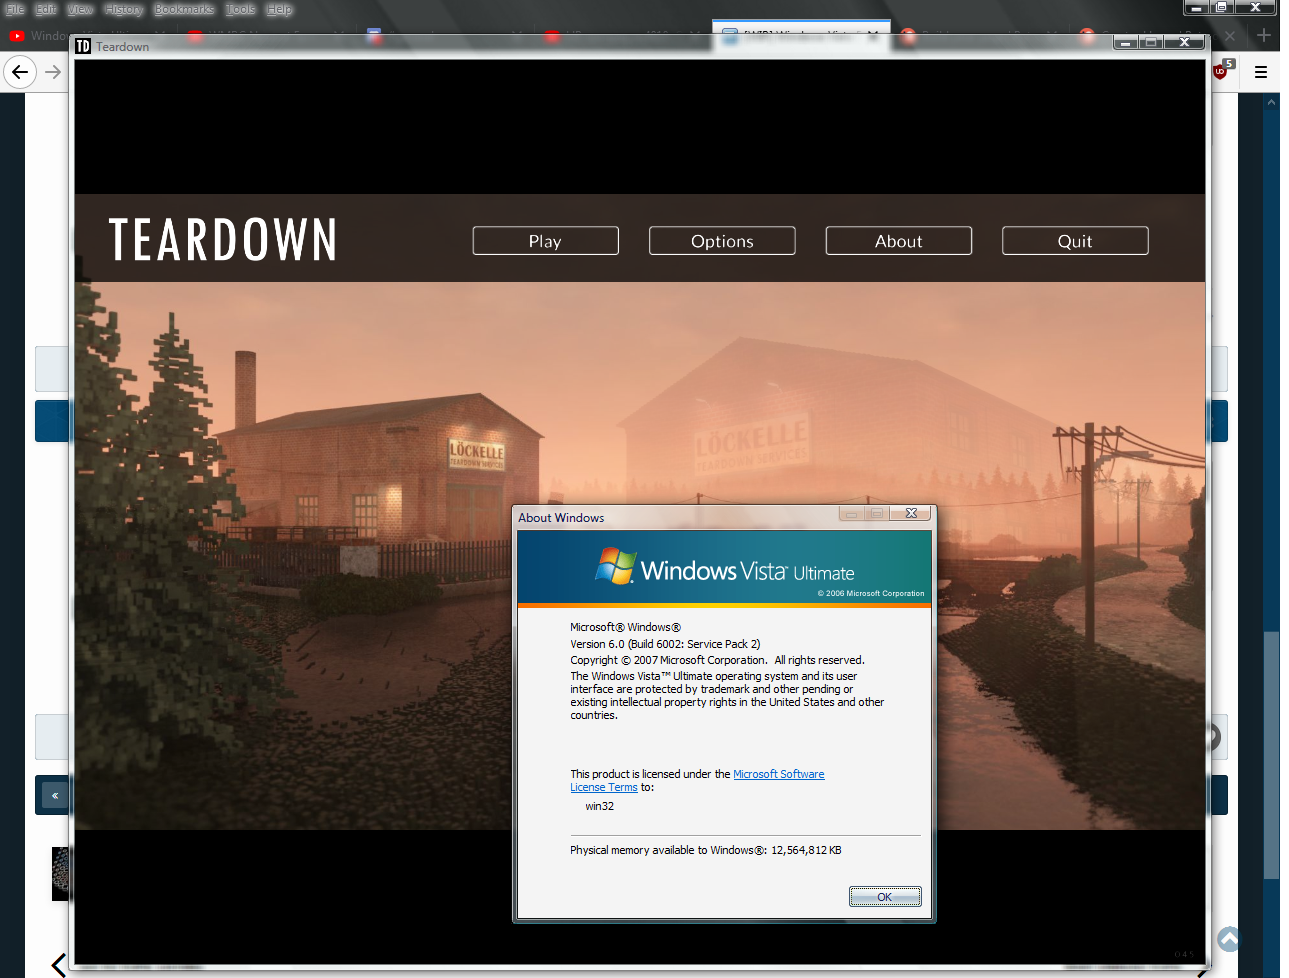 File Edit View History Bookmarks Tools Help
Teardown
5
TEARDOWN
Play Options About Quit
LÖCKELLE
TEARDOWN SERVICES
LÖCKELLE
TEARDOWN SERVICES
About Windows
Windows Vista™ Ultimate
© 2006 Microsoft Corporation
Microsoft® Windows®
Version 6.0 (Build 6002: Service Pack 2)
Copyright © 2007 Microsoft Corporation. All rights reserved.
The Windows Vista™ Ultimate operating system and its user
interface are protected by trademark and other pending or
existing intellectual property rights in the United States and other
countries.
This product is licensed under the Microsoft Software
License Terms to:
win32
Physical memory available to Windows®: 12,564,812 KB
OK
0.4.5